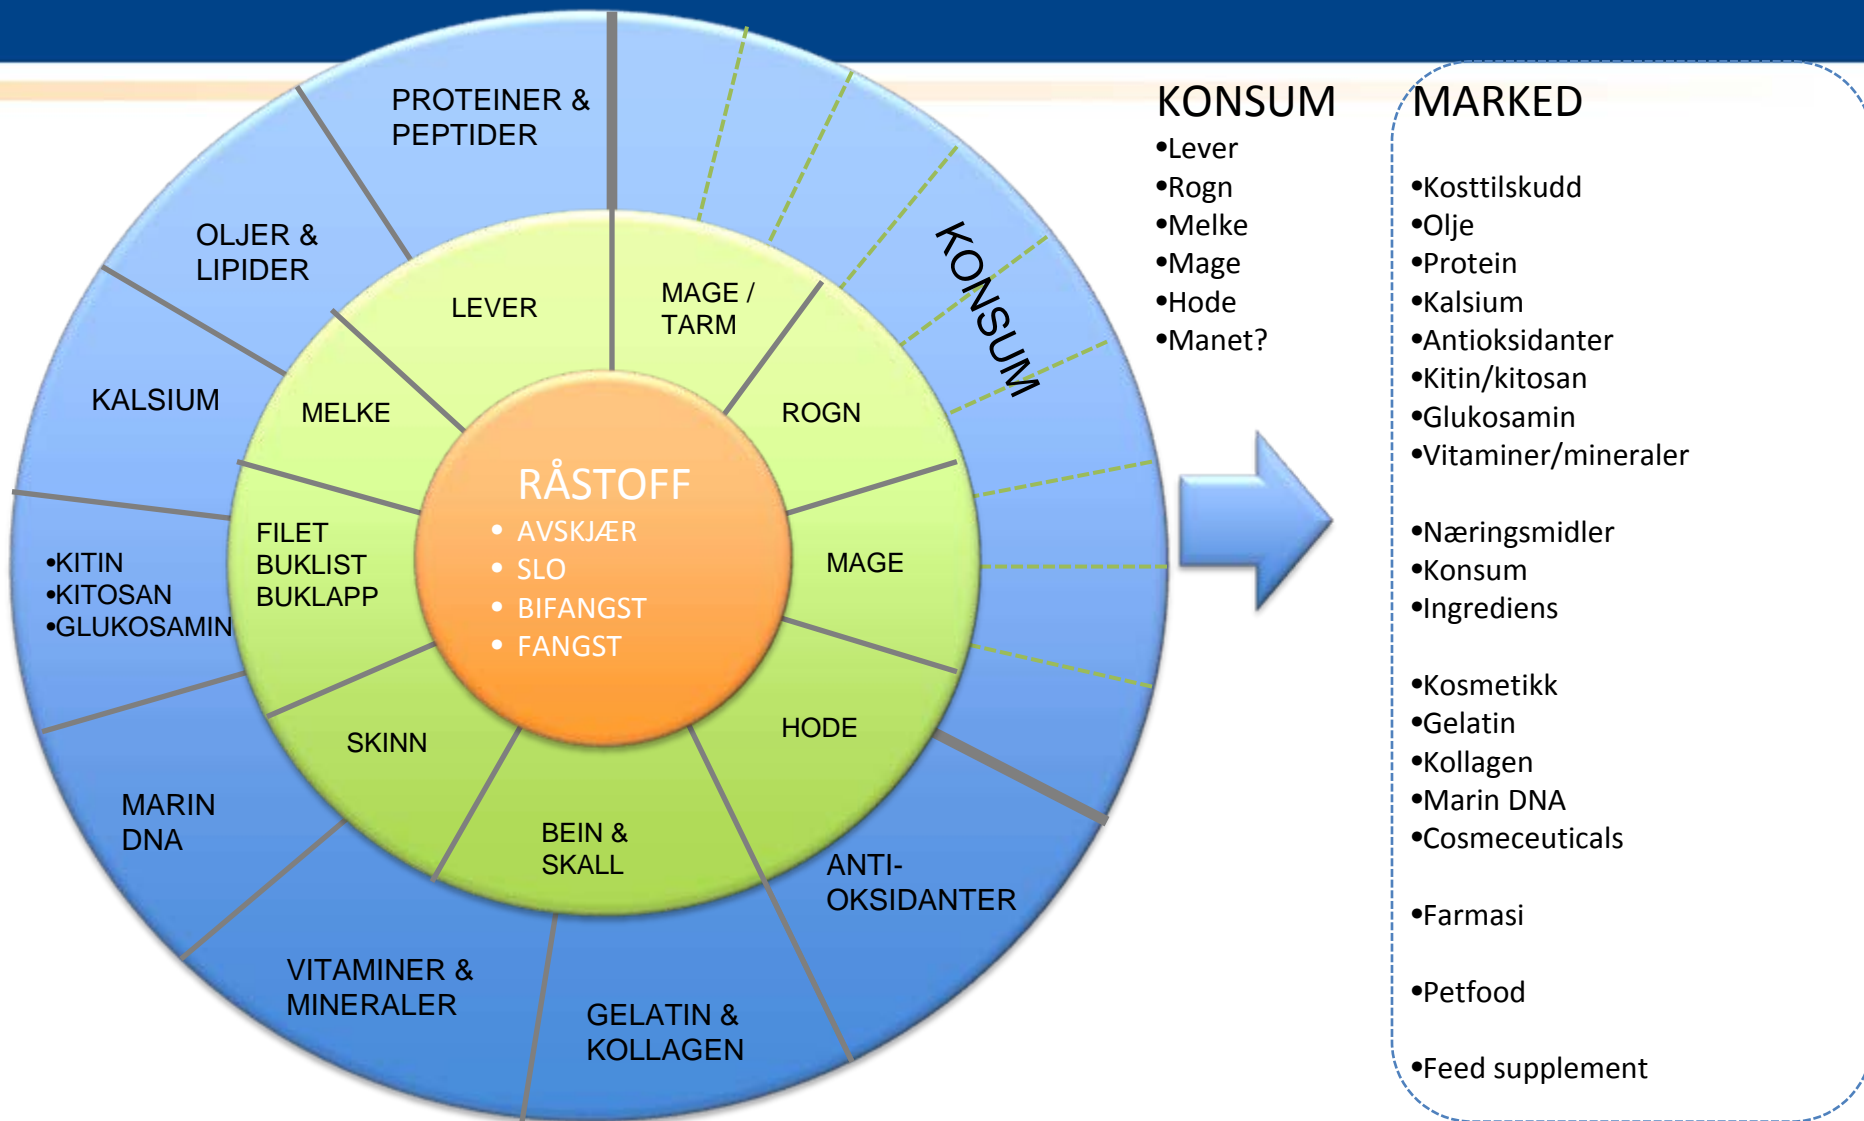 PROTEINER &
PEPTIDER
OLJER &
LIPIDER
KALSIUM
•KITIN
•KITOSAN
•GLUKOSAMIN
MARIN
DNA
VITAMINER &
MINERALER
GELATIN &
KOLLAGEN
ANTI-
OKSIDANTER
KONSUM
LEVER
MAGE /
TARM
MELKE
ROGN
FILET
BUKLIST
BUKLAPP
MAGE
SKINN
HODE
BEIN &
SKALL
RÅSTOFF
• AVSKJÆR
• SLO
• BIFANGST
• FANGST
KONSUM
•Lever
•Rogn
•Melke
•Mage
•Hode
•Manet?
MARKED
•Kosttilskudd
•Olje
•Protein
•Kalsium
•Antioksidanter
•Kitin/kitosan
•Glukosamin
•Vitaminer/mineraler
•Næringsmidler
•Konsum
•Ingrediens
•Kosmetikk
•Gelatin
•Kollagen
•Marin DNA
•Cosmeceuticals
•Farmasi
•Petfood
•Feed supplement